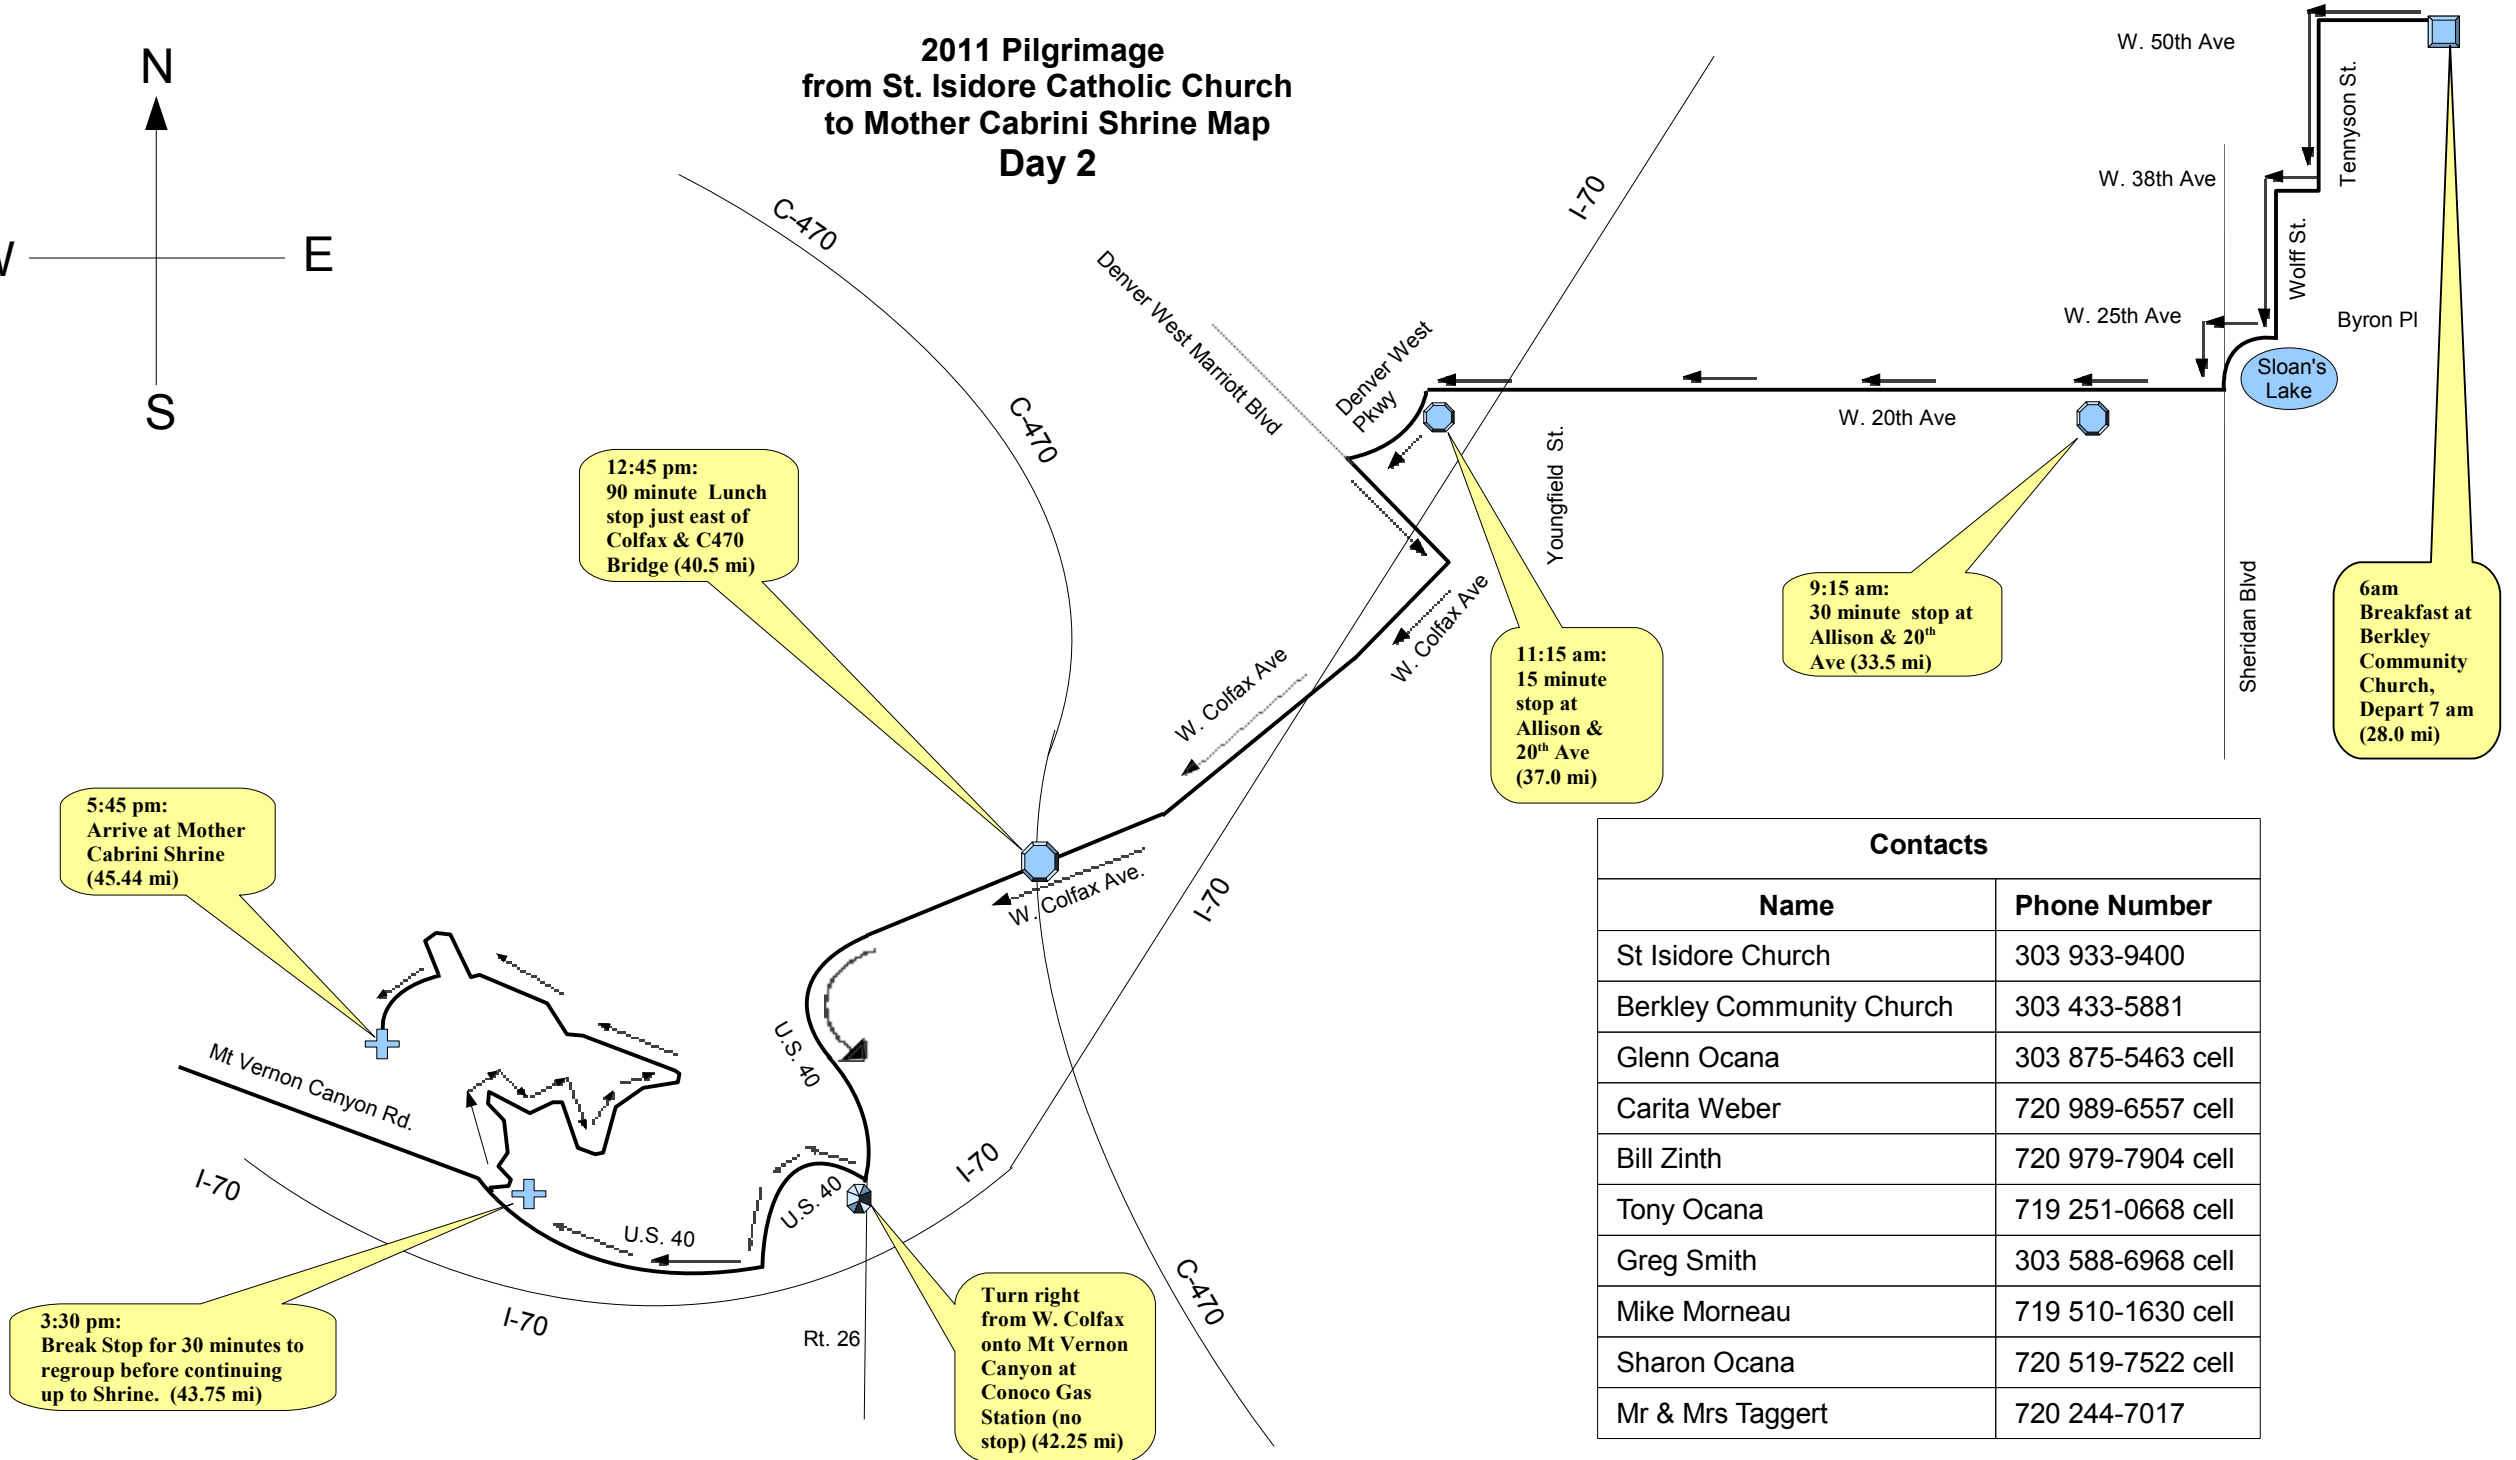 2011 Pilgrimage
from St. Isidore Catholic Church
to Mother Cabrini Shrine Map
Day 2
N
W
E
S
W. 50th Ave
Tennyson St.
W. 38th Ave
Wolff St.
W. 25th Ave
Byron Pl
Sloan's
Lake
W. 20th Ave
Sheridan Blvd
Youngfield St.
I-70
Denver West
Pkwy
Denver West Marriott Blvd
C-470
C-470
W. Colfax Ave
W. Colfax Ave
W. Colfax Ave.
I-70
U.S. 40
U.S. 40
U.S. 40
I-70
Mt Vernon Canyon Rd.
I-70
I-70
Rt. 26
C-470
6am
Breakfast at
Berkley
Community
Church,
Depart 7 am
(28.0 mi)
9:15 am:
30 minute stop at
Allison & 20th
Ave (33.5 mi)
11:15 am:
15 minute
stop at
Allison &
20th Ave
(37.0 mi)
12:45 pm:
90 minute Lunch
stop just east of
Colfax & C470
Bridge (40.5 mi)
Turn right
from W. Colfax
onto Mt Vernon
Canyon at
Conoco Gas
Station (no
stop) (42.25 mi)
3:30 pm:
Break Stop for 30 minutes to
regroup before continuing
up to Shrine. (43.75 mi)
5:45 pm:
Arrive at Mother
Cabrini Shrine
(45.44 mi)
Contacts
Name Phone Number
St Isidore Church 303 933-9400
Berkley Community Church 303 433-5881
Glenn Ocana 303 875-5463 cell
Carita Weber 720 989-6557 cell
Bill Zinth 720 979-7904 cell
Tony Ocana 719 251-0668 cell
Greg Smith 303 588-6968 cell
Mike Morneau 719 510-1630 cell
Sharon Ocana 720 519-7522 cell
Mr & Mrs Taggert 720 244-7017